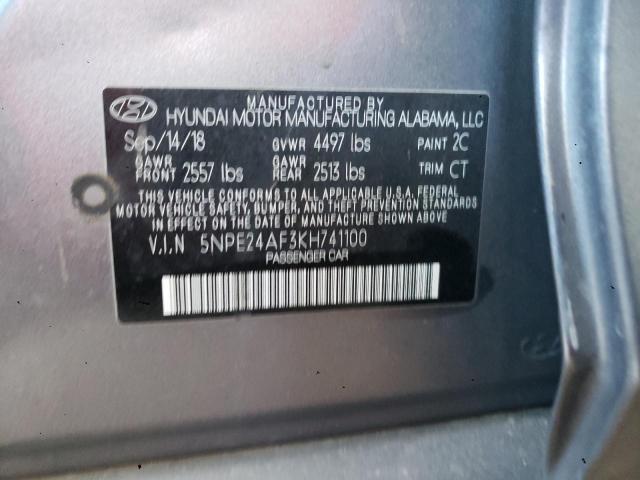 MANUFACTURED BY
HYUNDAI MOTOR MANUFACTURING ALABAMA, LLC
Sep/14/18 GVWR 4497 lbs PAINT 2C
GAWR FRONT 2557 lbs GAWR REAR 2513 lbs TRIM CT
THIS VEHICLE CONFORMS TO ALL APPLICABLE U.S.A. FEDERAL
MOTOR VEHICLE SAFETY, BUMPER, AND THEFT PREVENTION STANDARDS
IN EFFECT ON THE DATE OF MANUFACTURE SHOWN ABOVE.
V.I.N 5NPE24AF3KH741100
PASSENGER CAR